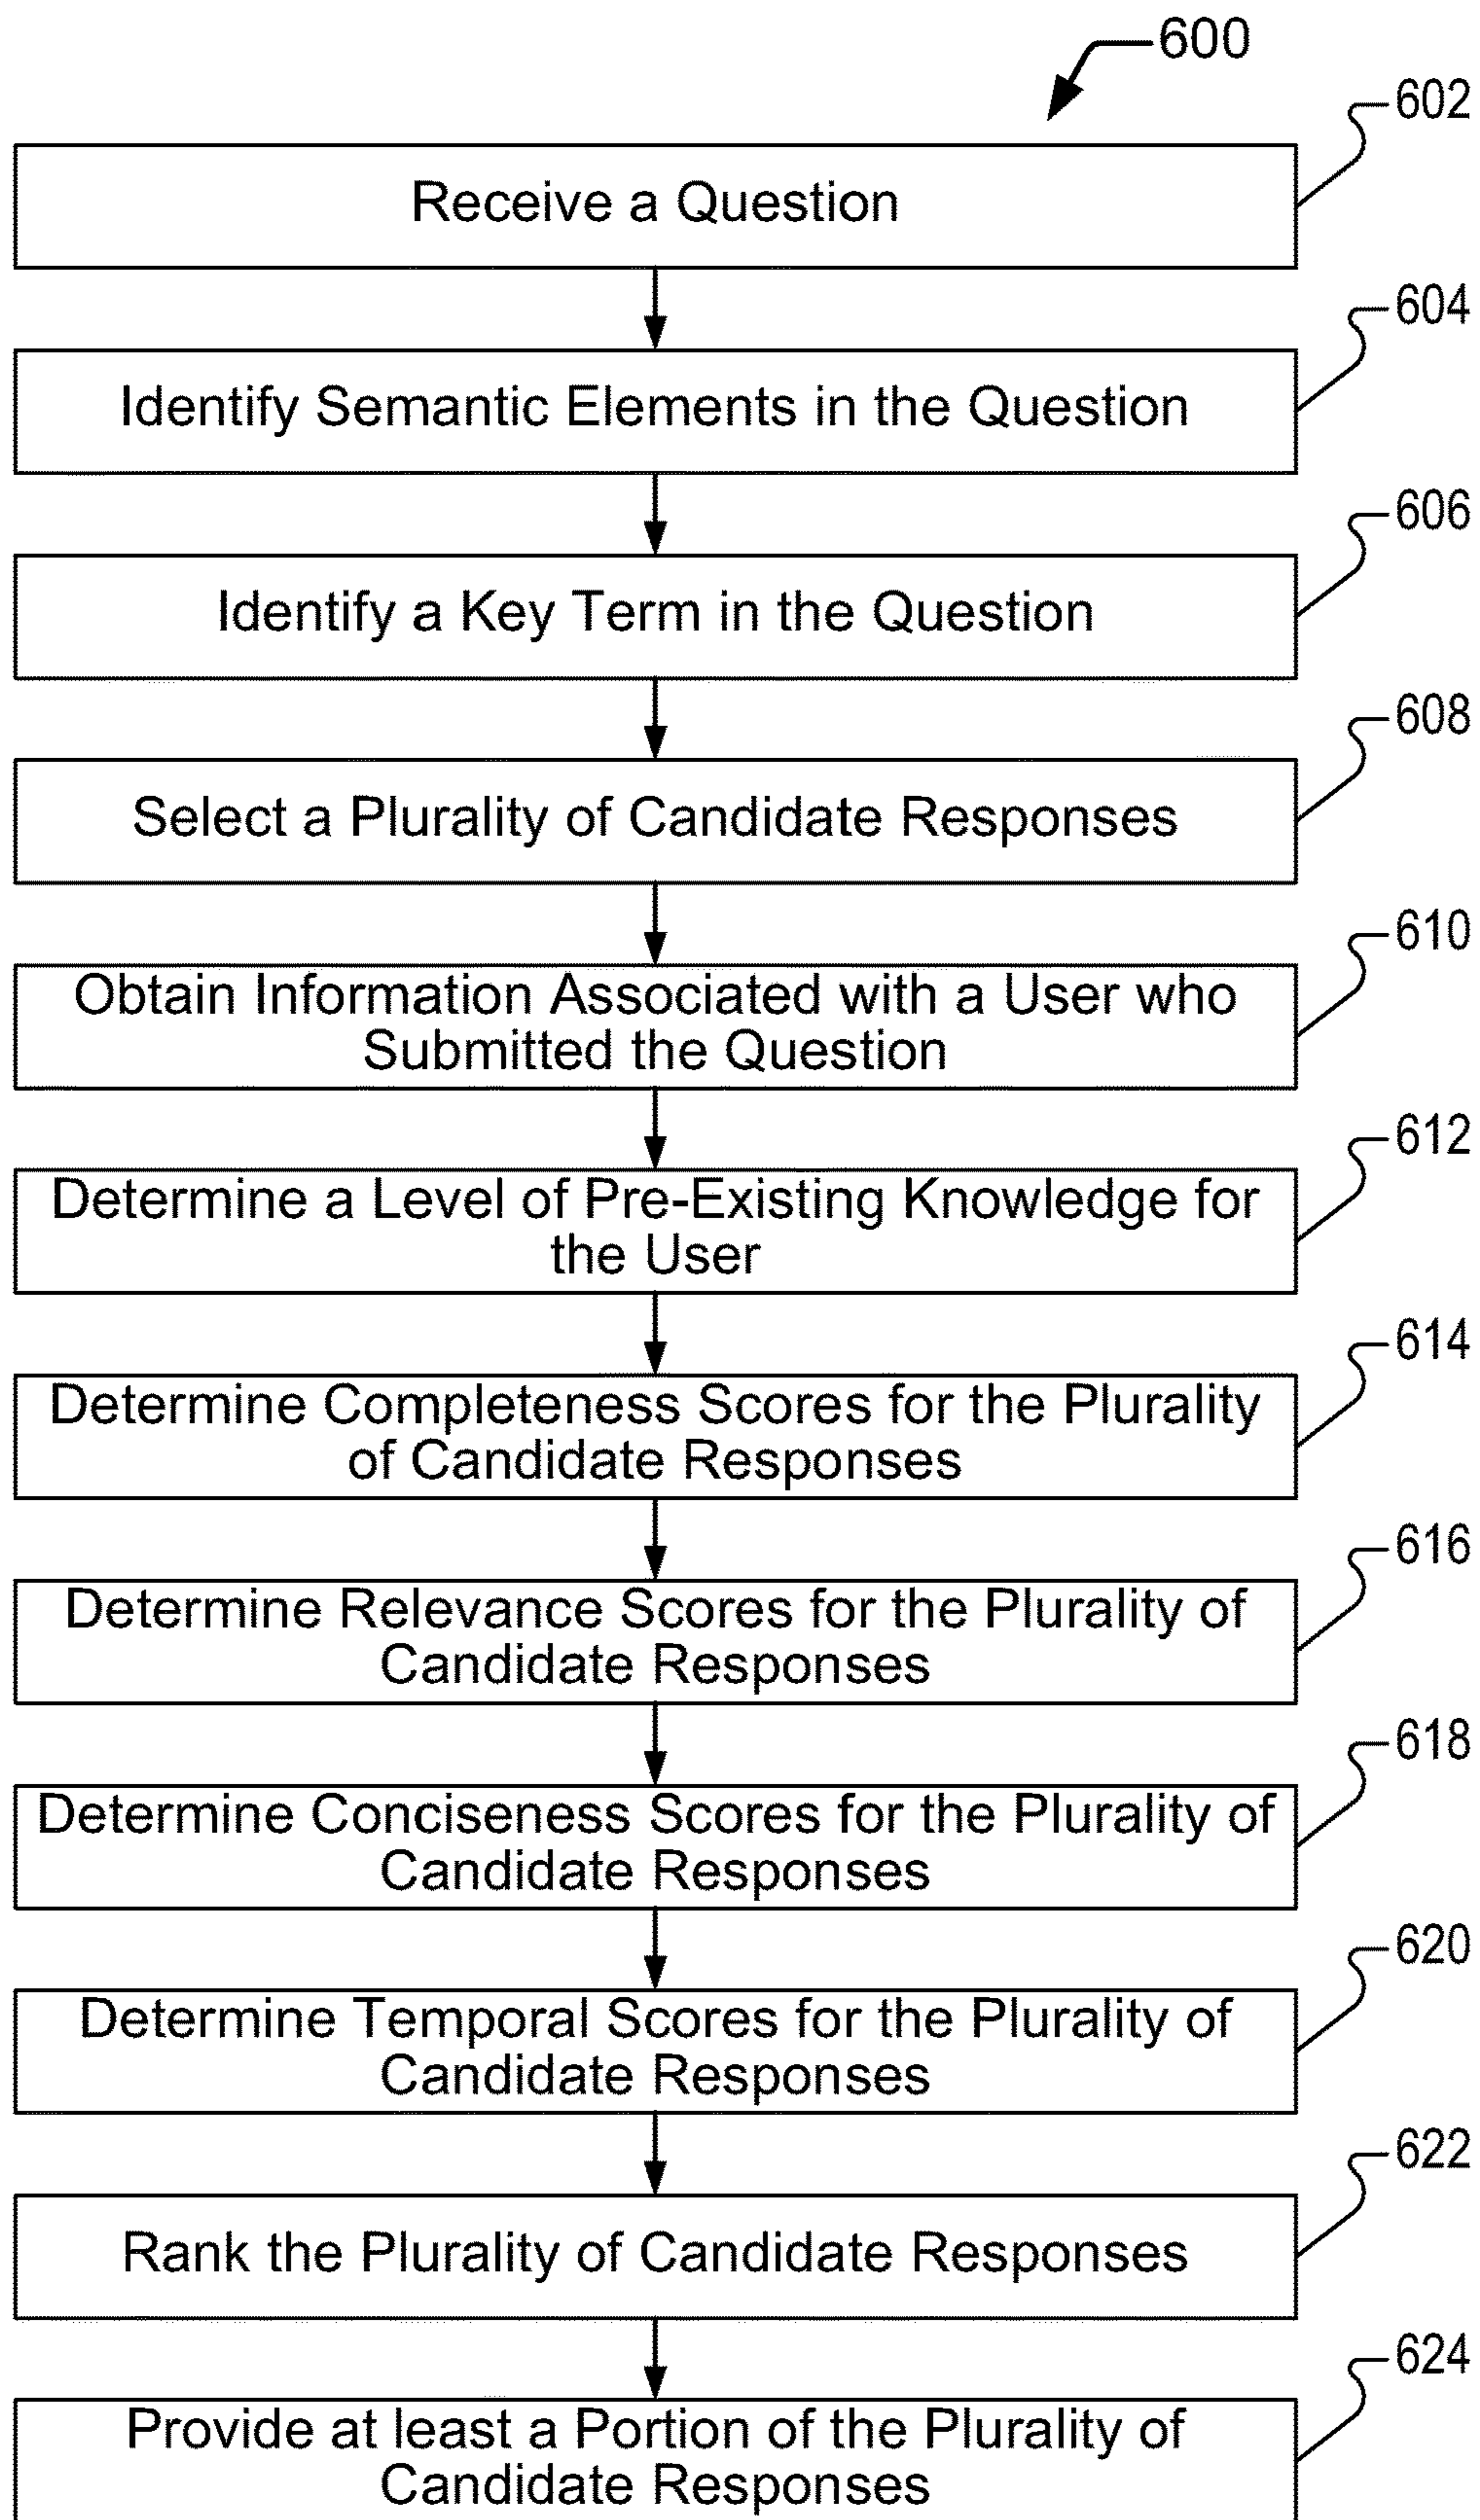 600
602
Receive a Question
604
Identify Semantic Elements in the Question
606
Identify a Key Term in the Question
608
Select a Plurality of Candidate Responses
610
Obtain Information Associated with a User who
Submitted the Question
612
Determine a Level of Pre-Existing Knowledge for
the User
614
Determine Completeness Scores for the Plurality
of Candidate Responses
616
Determine Relevance Scores for the Plurality of
Candidate Responses
618
Determine Conciseness Scores for the Plurality of
Candidate Responses
620
Determine Temporal Scores for the Plurality of
Candidate Responses
622
Rank the Plurality of Candidate Responses
624
Provide at least a Portion of the Plurality of
Candidate Responses